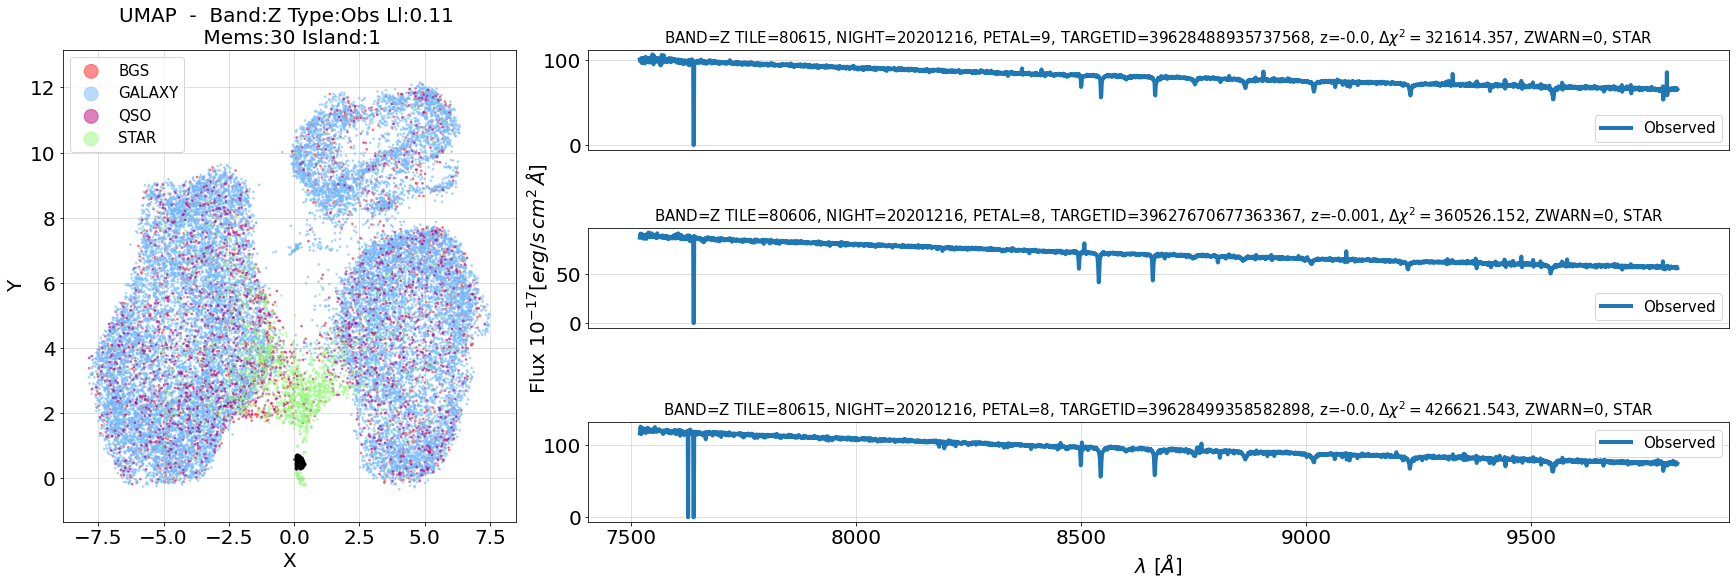 UMAP  -  Band:Z Type:Obs Ll:0.11
Mems:30 Island:1
BGS
GALAXY
QSO
STAR
12
10
8
6
4
2
0
Y
−7.5 −5.0 −2.5 0.0 2.5 5.0 7.5
X
Flux 10⁻¹⁷[erg/s cm² Å]
BAND=Z TILE=80615, NIGHT=20201216, PETAL=9, TARGETID=39628488935737568, z=-0.0, Δχ² = 321614.357, ZWARN=0, STAR
100
0
Observed
BAND=Z TILE=80606, NIGHT=20201216, PETAL=8, TARGETID=39627670677363367, z=-0.001, Δχ² = 360526.152, ZWARN=0, STAR
50
0
Observed
BAND=Z TILE=80615, NIGHT=20201216, PETAL=8, TARGETID=39628499358582898, z=-0.0, Δχ² = 426621.543, ZWARN=0, STAR
100
0
Observed
7500 8000 8500 9000 9500
λ [Å]